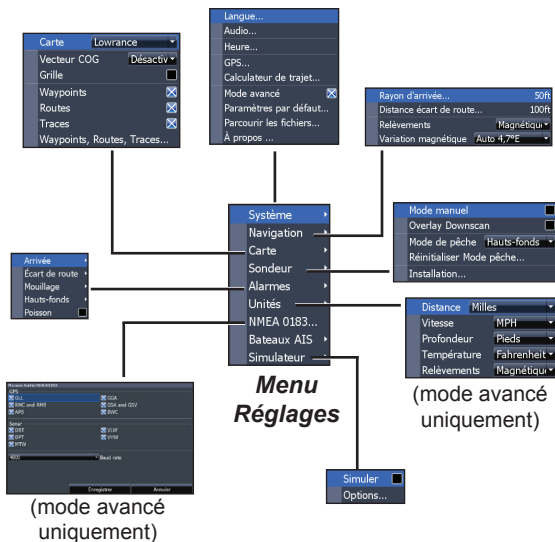 Carte Lowrance
Vecteur COG Désactiv
Grille
Waypoints
Routes
Traces
Waypoints, Routes, Traces...
Langue...
Audio...
Heure...
GPS...
Calculateur de trajet...
Mode avancé
Paramètres par défaut...
Parcourir les fichiers...
À propos ...
Rayon d'arrivée... 50ft
Distance écart de route... 100ft
Relèvements Magnétiqu
Variation magnétique Auto 4,7°E
Système
Navigation
Carte
Sondeur
Alarmes
Unités
NMEA 0183...
Bateaux AIS
Simulateur
Menu
Réglages
Mode manuel
Overlay Downscan
Mode de pêche Hauts-fonds
Réinitialiser Mode pêche...
Installation...
Arrivée
Écart de route
Mouillage
Hauts-fonds
Poisson
Distance Milles
Vitesse MPH
Profondeur Pieds
Température Fahrenheit
Relèvements Magnétiqu
(mode avancé
uniquement)
GPS
GLL GGA
RMC and RMB GSA and GSV
APB BWC
Sonar
DBT VLW
DPT VHW
MTW
4800 Baud rate
Enregistrer Annuler
(mode avancé
uniquement)
Simuler
Options...